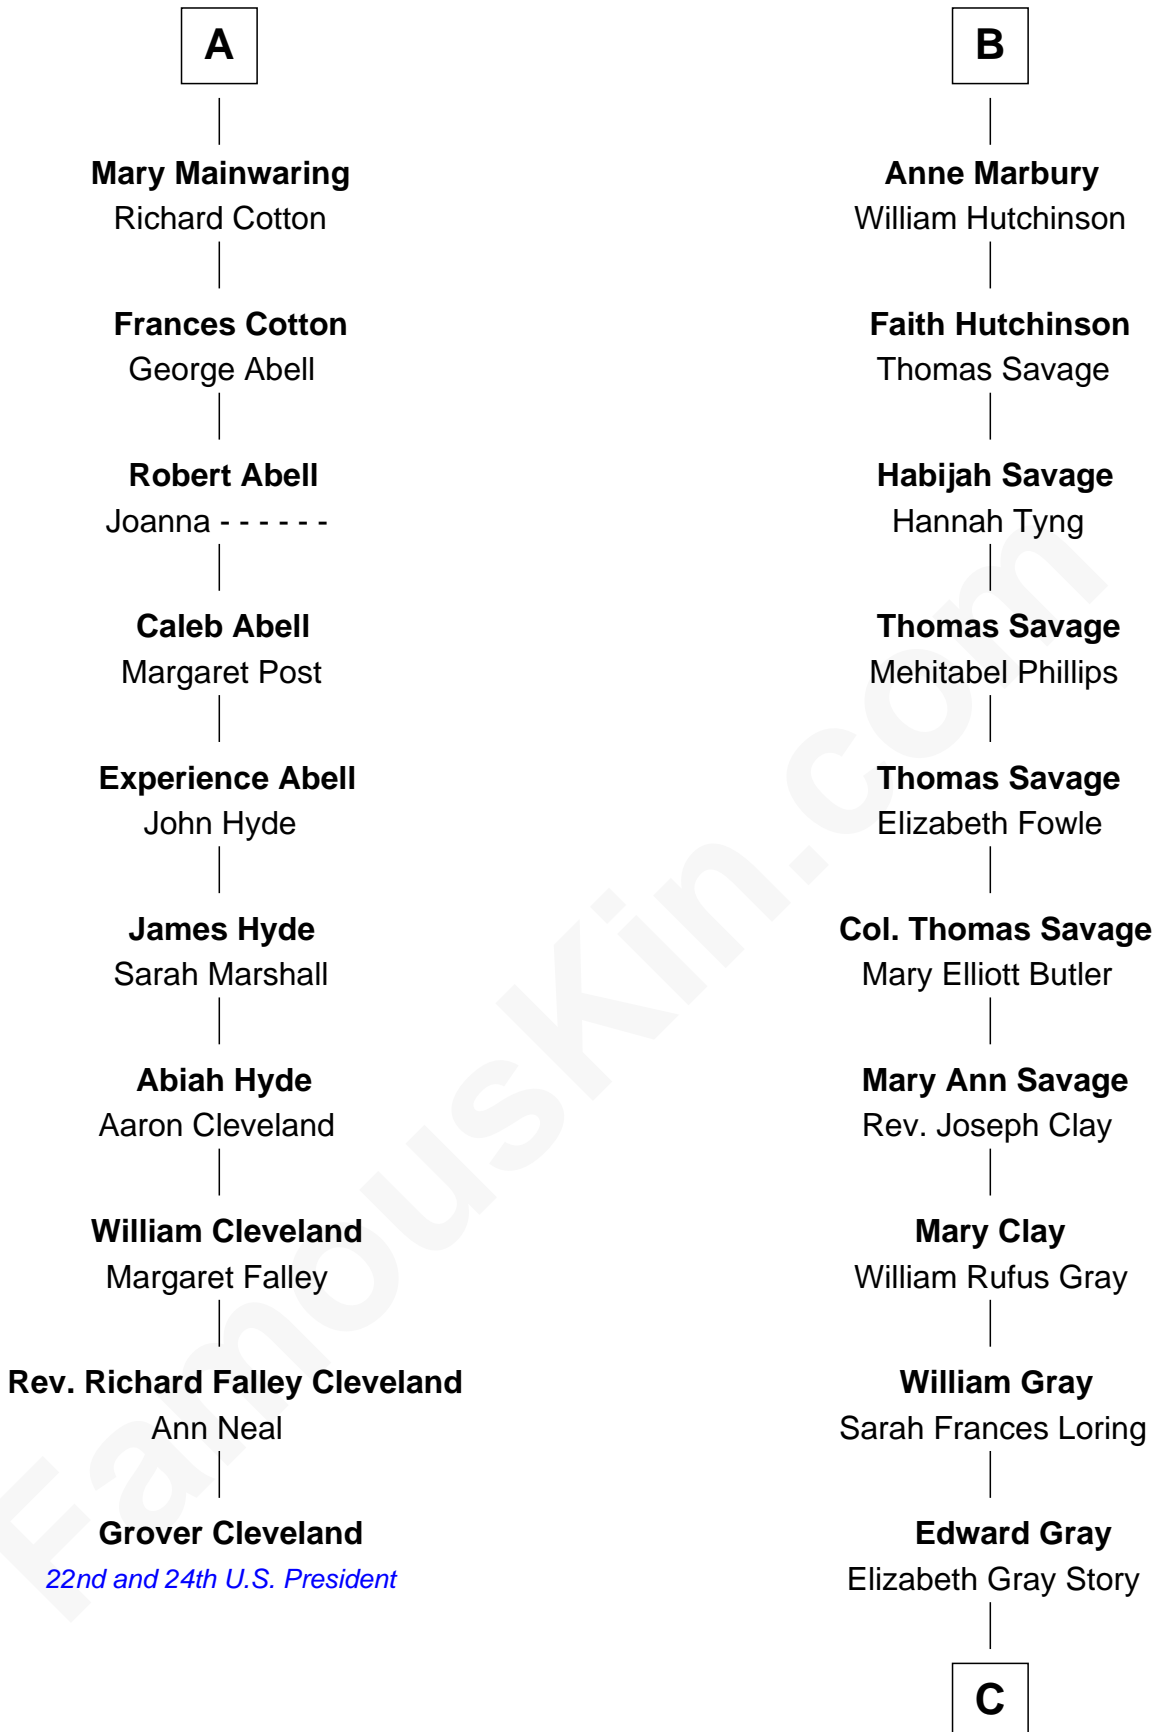 A
Mary Mainwaring
Richard Cotton
Frances Cotton
George Abell
Robert Abell
Joanna - - - - - -
Caleb Abell
Margaret Post
Experience Abell
John Hyde
James Hyde
Sarah Marshall
Abiah Hyde
Aaron Cleveland
William Cleveland
Margaret Falley
Rev. Richard Falley Cleveland
Ann Neal
Grover Cleveland
22nd and 24th U.S. President
B
Anne Marbury
William Hutchinson
Faith Hutchinson
Thomas Savage
Habijah Savage
Hannah Tyng
Thomas Savage
Mehitabel Phillips
Thomas Savage
Elizabeth Fowle
Col. Thomas Savage
Mary Elliott Butler
Mary Ann Savage
Rev. Joseph Clay
Mary Clay
William Rufus Gray
William Gray
Sarah Frances Loring
Edward Gray
Elizabeth Gray Story
C
FamousKin.com